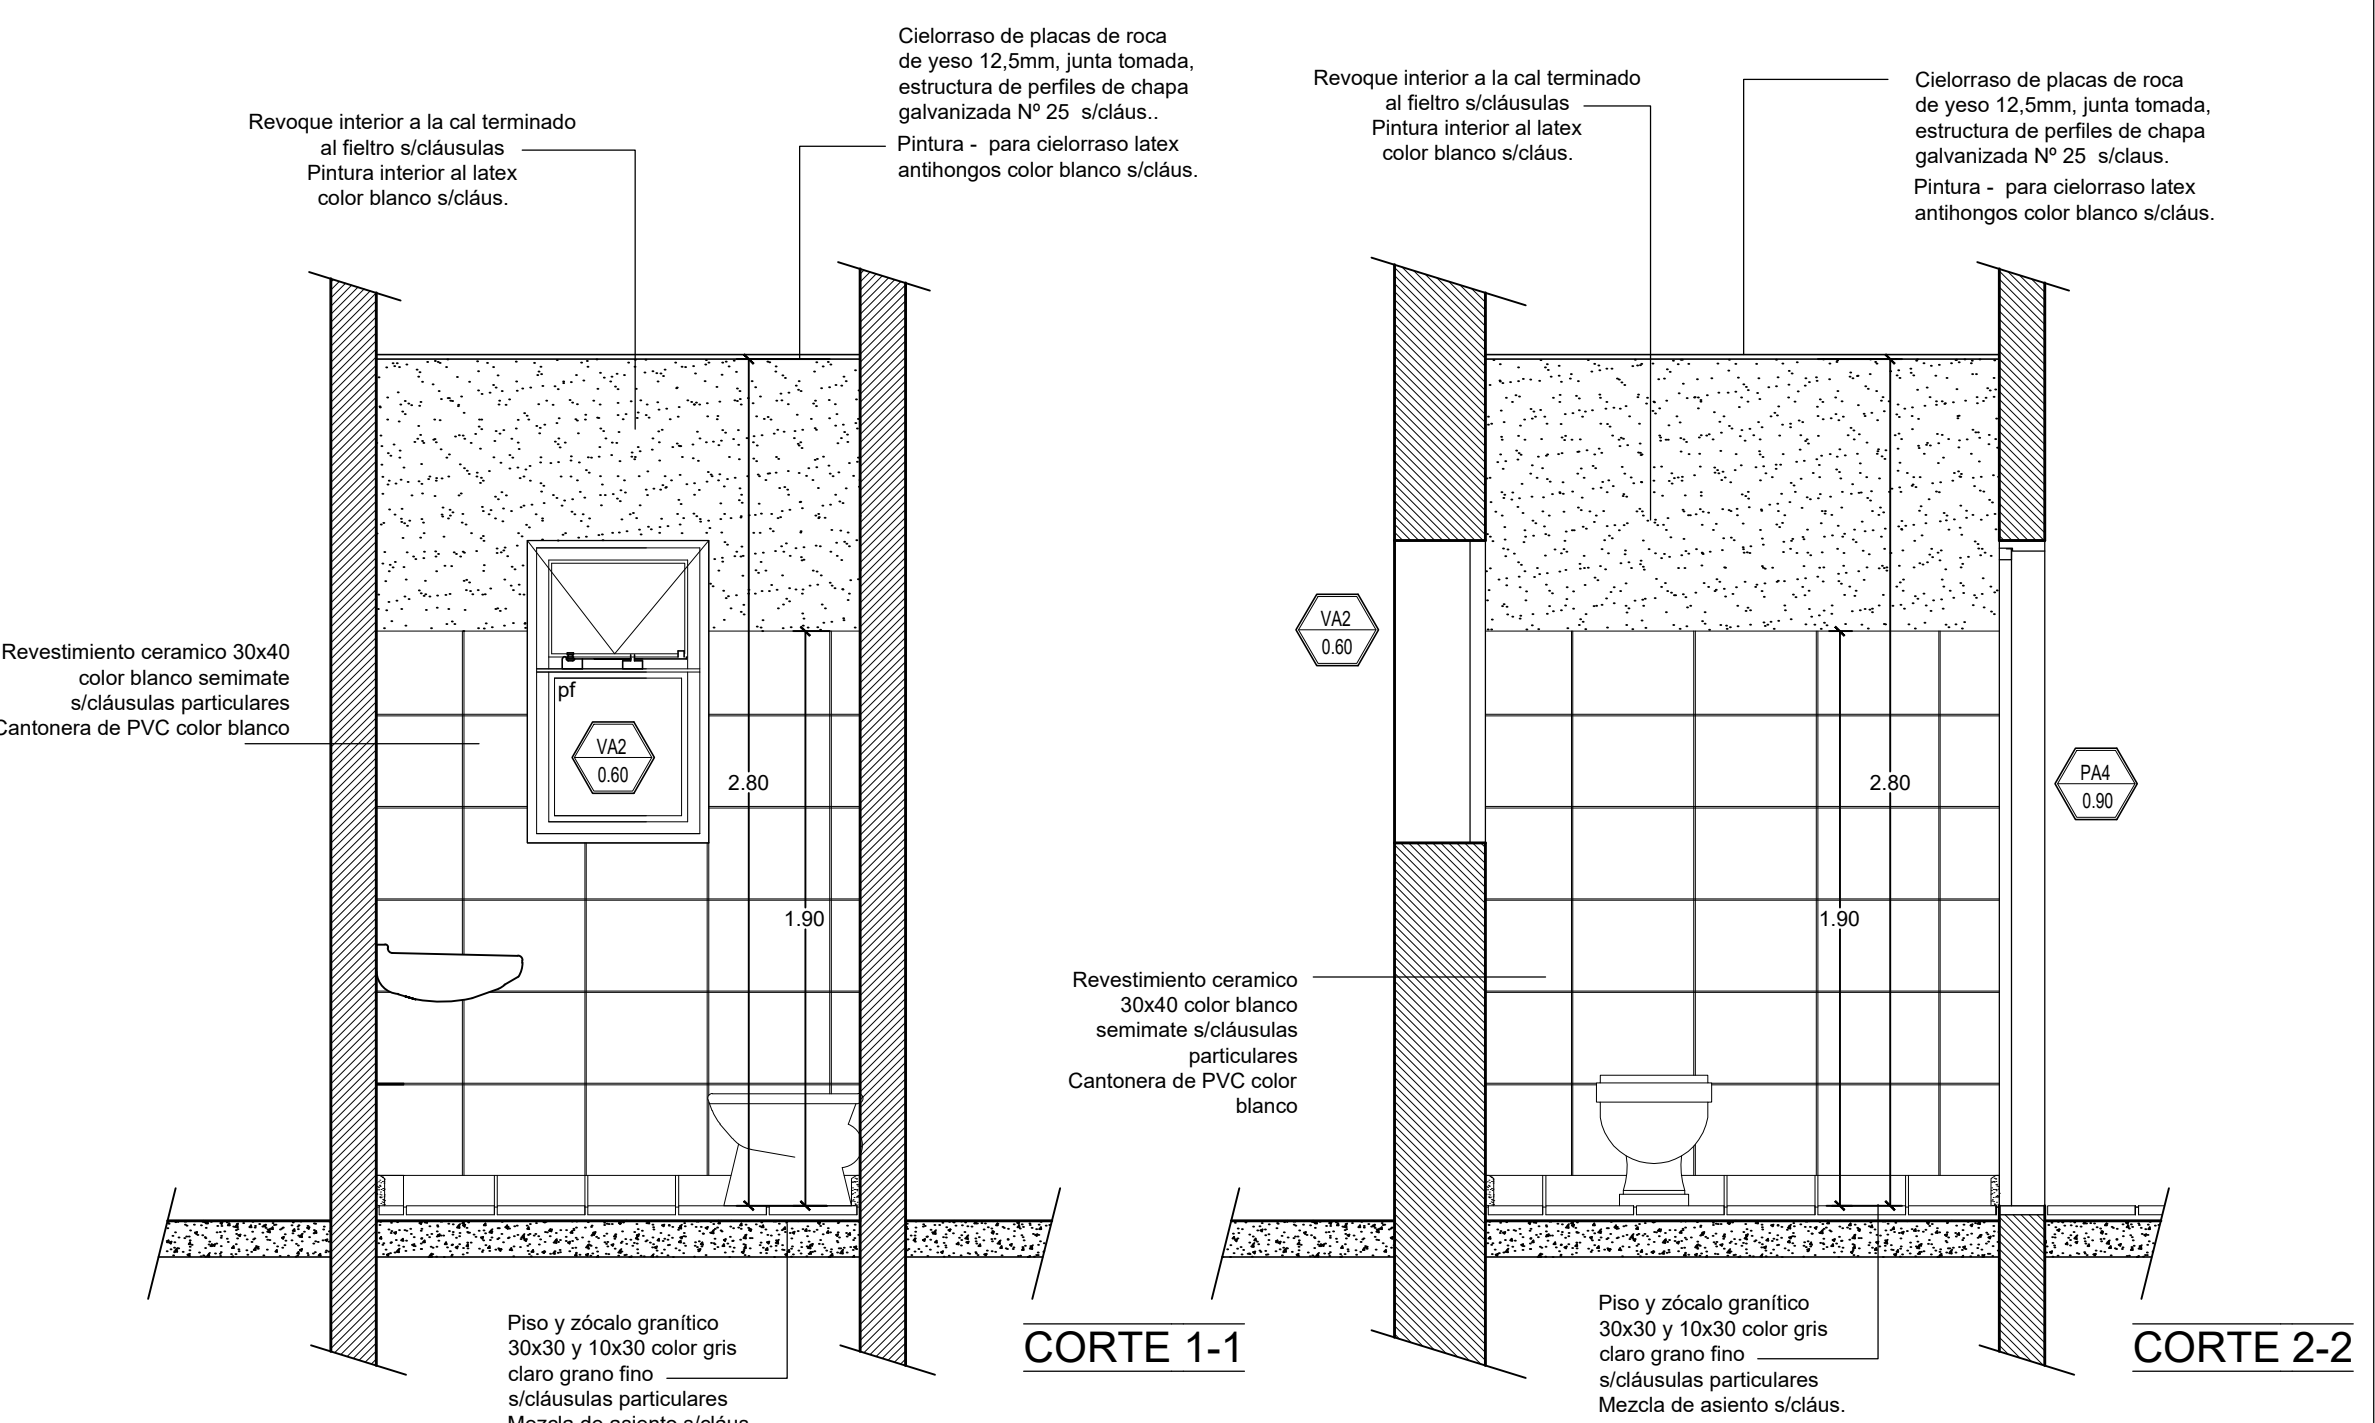 Revoque interior a la cal terminado
al fieltro s/cláusulas
Pintura interior al latex
color blanco s/cláus.
Cielorraso de placas de roca
de yeso 12,5mm, junta tomada,
estructura de perfiles de chapa
galvanizada Nº 25 s/cláus..
Pintura - para cielorraso latex
antihongos color blanco s/cláus.
Revestimiento ceramico 30x40
color blanco semimate
s/cláusulas particulares
Cantonera de PVC color blanco
pf
VA2
0.60
2.80
1.90
Piso y zócalo granítico
30x30 y 10x30 color gris
claro grano fino
s/cláusulas particulares
Mezcla de asiento s/cláus.
CORTE 1-1
Revoque interior a la cal terminado
al fieltro s/cláusulas
Pintura interior al latex
color blanco s/cláus.
Cielorraso de placas de roca
de yeso 12,5mm, junta tomada,
estructura de perfiles de chapa
galvanizada Nº 25 s/claus.
Pintura - para cielorraso latex
antihongos color blanco s/cláus.
VA2
0.60
2.80
PA4
0.90
1.90
Revestimiento ceramico
30x40 color blanco
semimate s/cláusulas
particulares
Cantonera de PVC color
blanco
Piso y zócalo granítico
30x30 y 10x30 color gris
claro grano fino
s/cláusulas particulares
Mezcla de asiento s/cláus.
CORTE 2-2